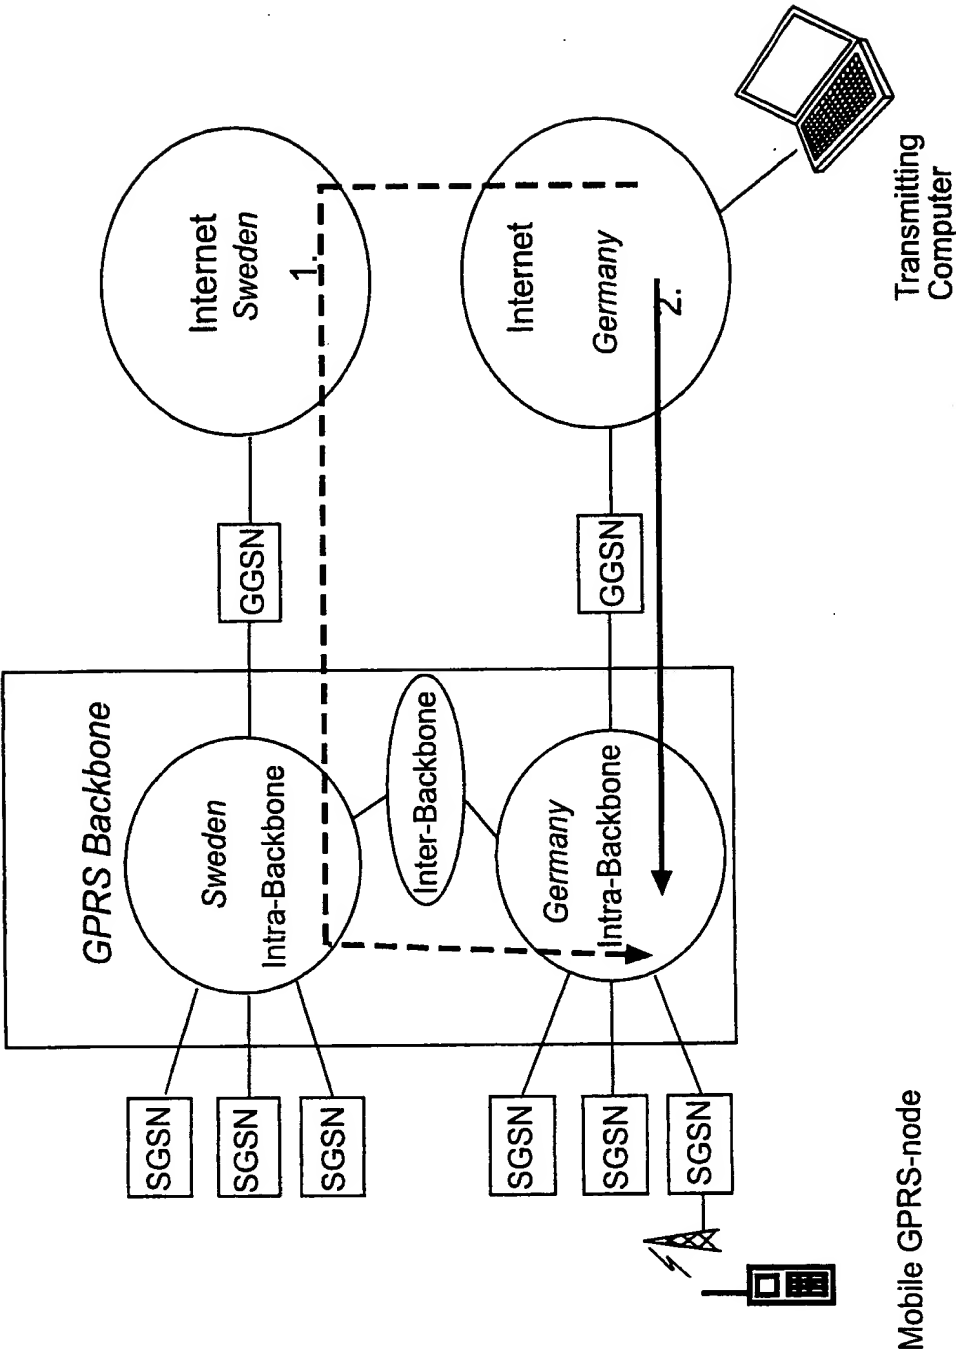 GPRS Backbone
SGSN
SGSN
SGSN
Sweden
Intra-Backbone
GGSN
Internet
Sweden
1.
Inter-Backbone
SGSN
SGSN
SGSN
Germany
Intra-Backbone
GGSN
Internet
Germany
2.
Mobile GPRS-node
Transmitting
Computer